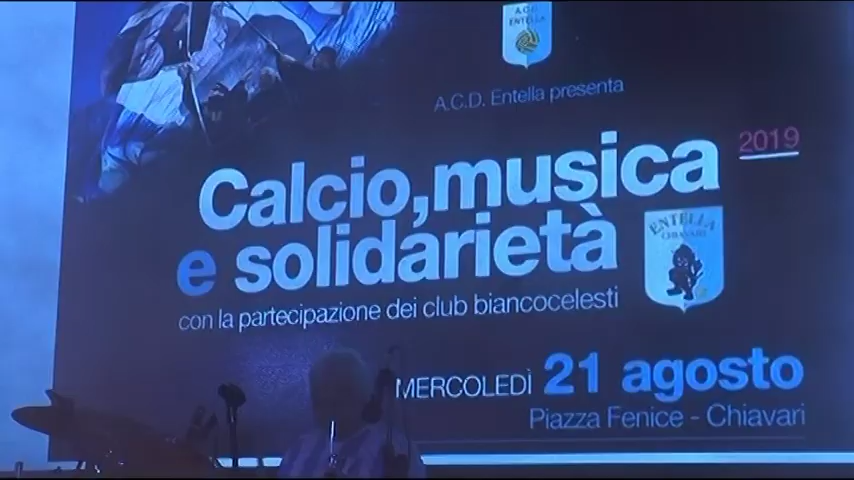 A.C.D.
ENTELLA
A.C.D. Entella presenta
2019
Calcio, musica
e solidarietà
ENTELLA
CHIAVARI
con la partecipazione dei club biancocelesti
MERCOLEDÌ 21 agosto
Piazza Fenice - Chiavari